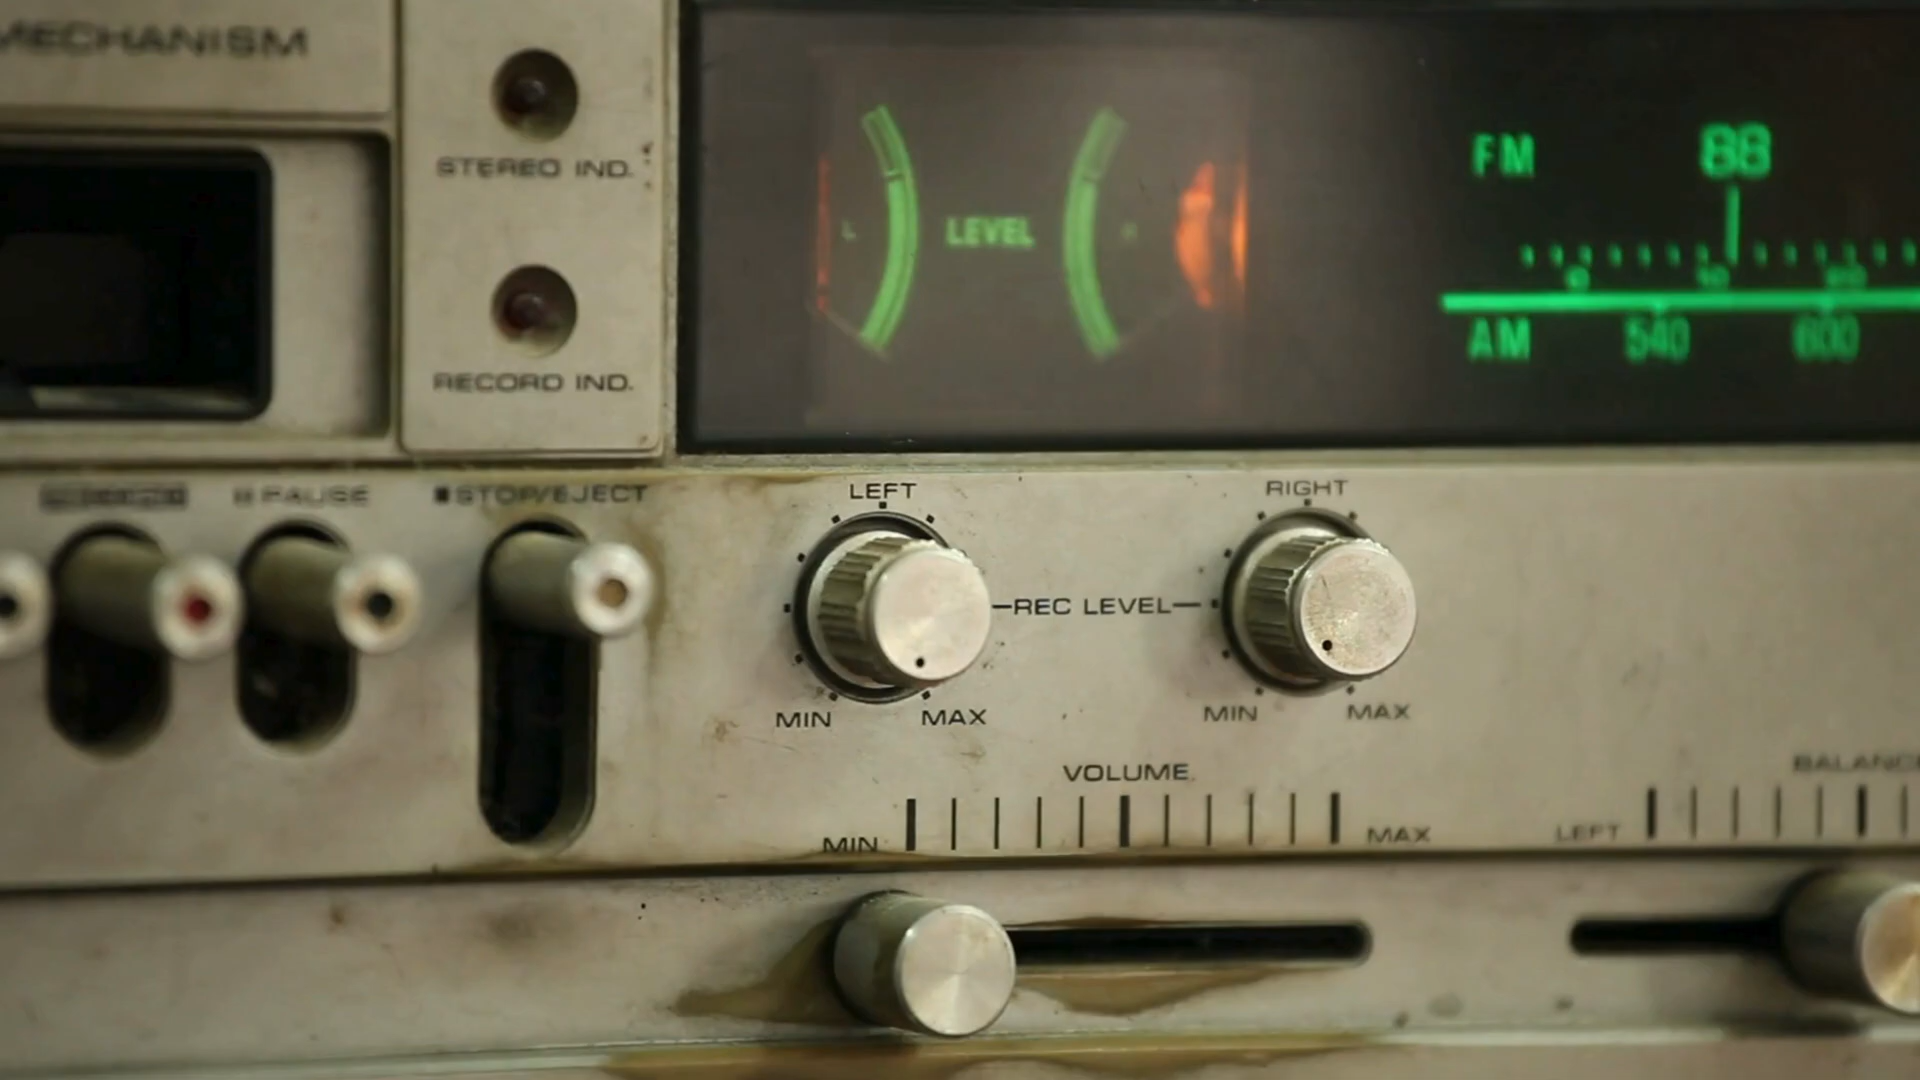 MECHANISM
STEREO IND.
RECORD IND.
L
LEVEL
FM
88
AM
540
600
PAUSE
STOP/EJECT
LEFT
RIGHT
REC LEVEL
MIN
MAX
MIN
MAX
VOLUME
MIN
MAX
BALANCE
LEFT